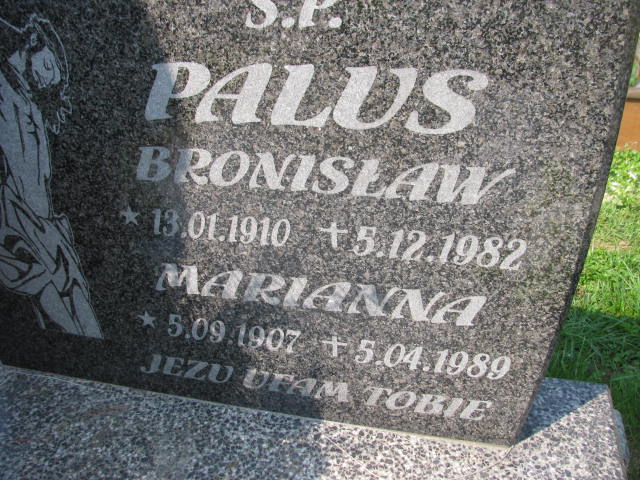 Ś.P.
PALUS
BRONISŁAW
★ 13.01.1910 ✝ 5.12.1982
MARIANNA
★ 5.09.1907 ✝ 5.04.1989
JEZU UFAM TOBIE